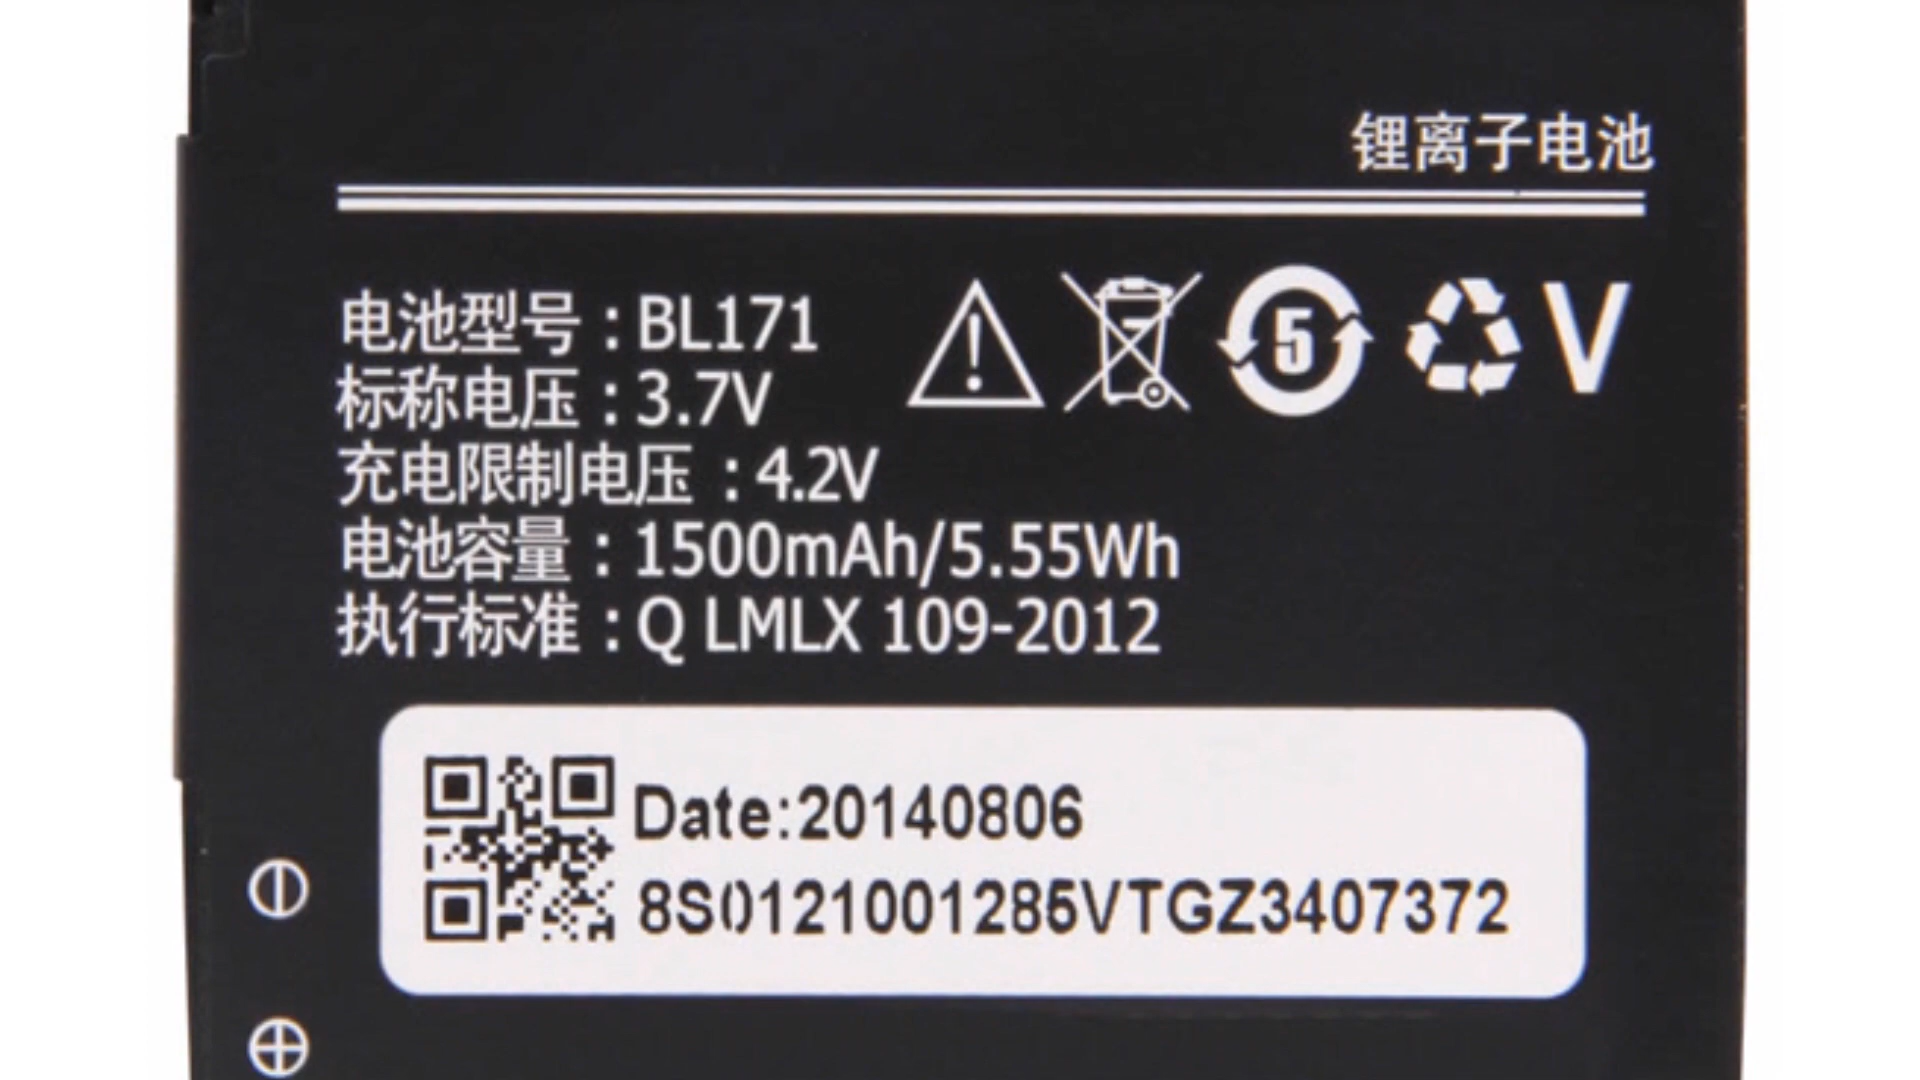 锂离子电池
电池型号:BL171
标称电压:3.7V
充电限制电压 :4.2V
电池容量:1500mAh/5.55Wh
执行标准:Q LMLX 109-2012
5
V
Date:20140806
8S0121001285VTGZ3407372